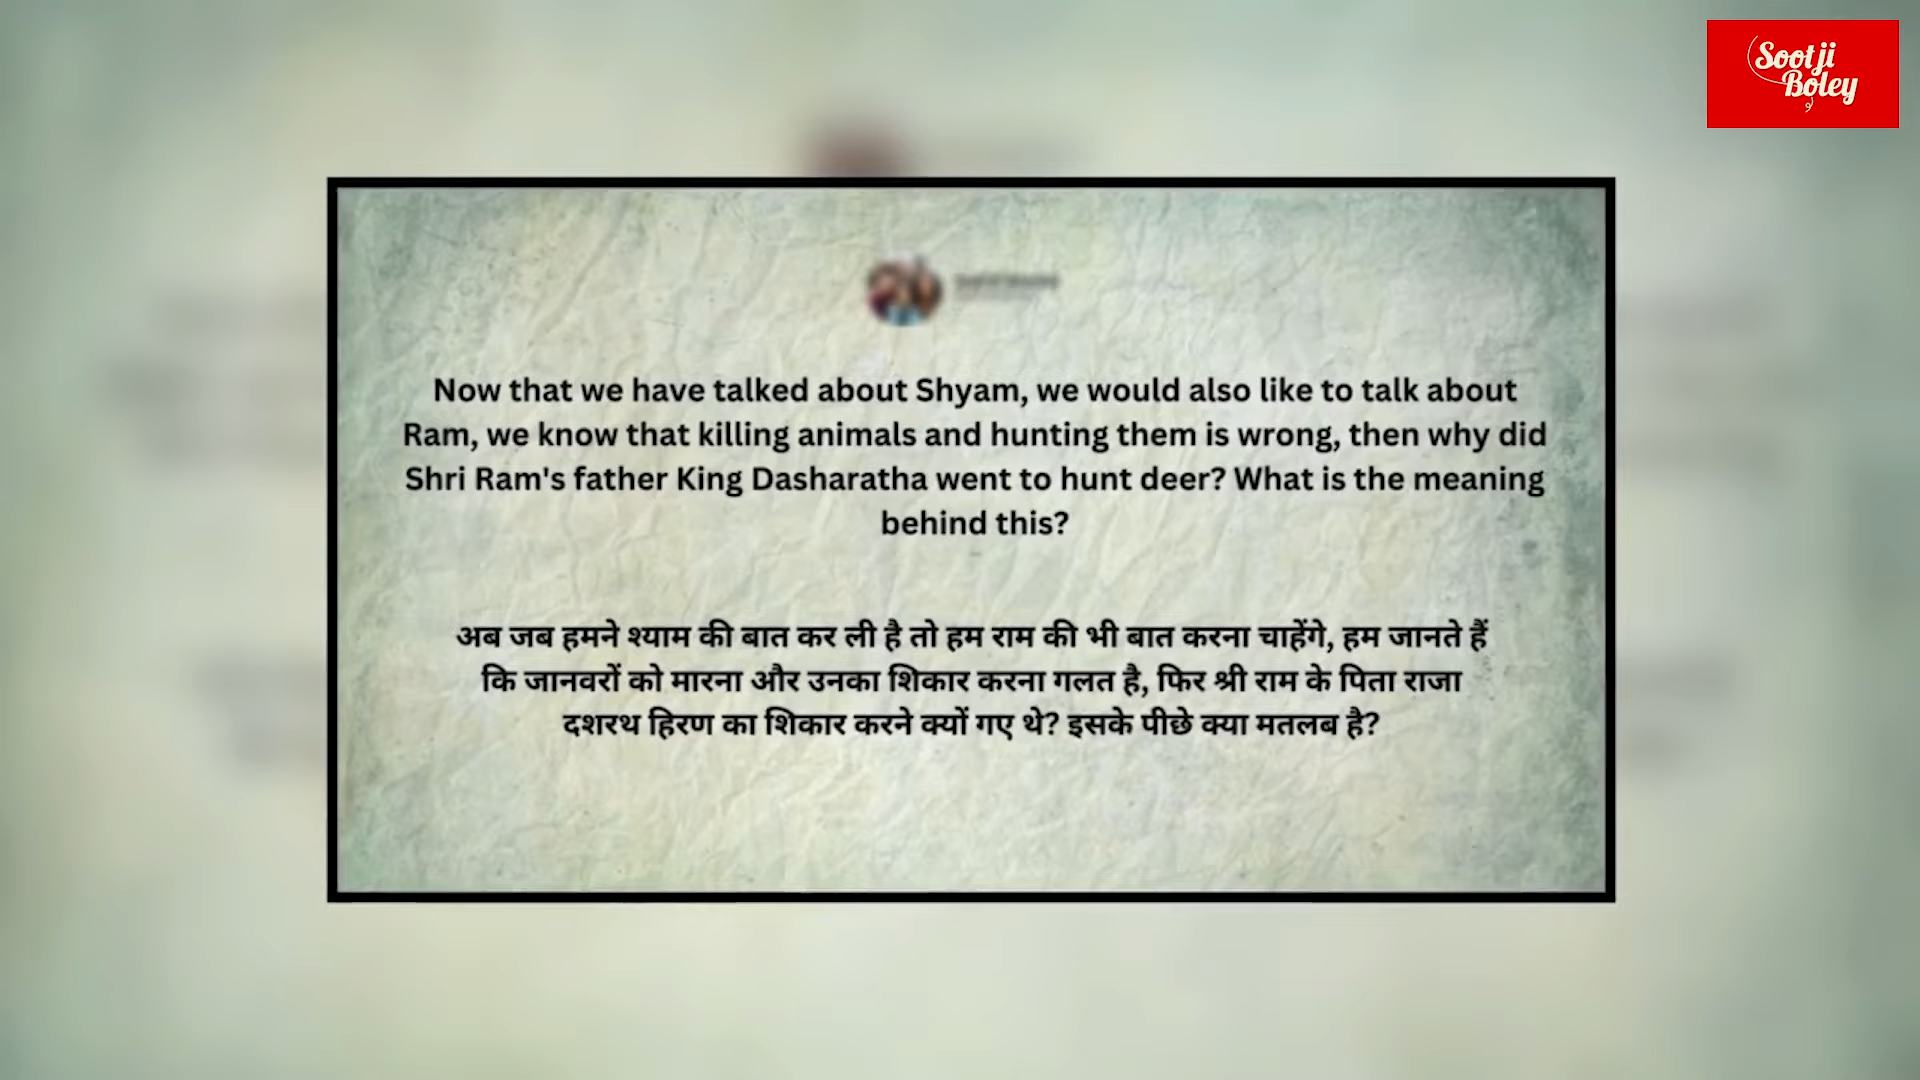 Sootji
Boley
Now that we have talked about Shyam, we would also like to talk about
Ram, we know that killing animals and hunting them is wrong, then why did
Shri Ram's father King Dasharatha went to hunt deer? What is the meaning
behind this?
अब जब हमने श्याम की बात कर ली है तो हम राम की भी बात करना चाहेंगे, हम जानते हैं
कि जानवरों को मारना और उनका शिकार करना गलत है, फिर श्री राम के पिता राजा
दशरथ हिरण का शिकार करने क्यों गए थे? इसके पीछे क्या मतलब है?